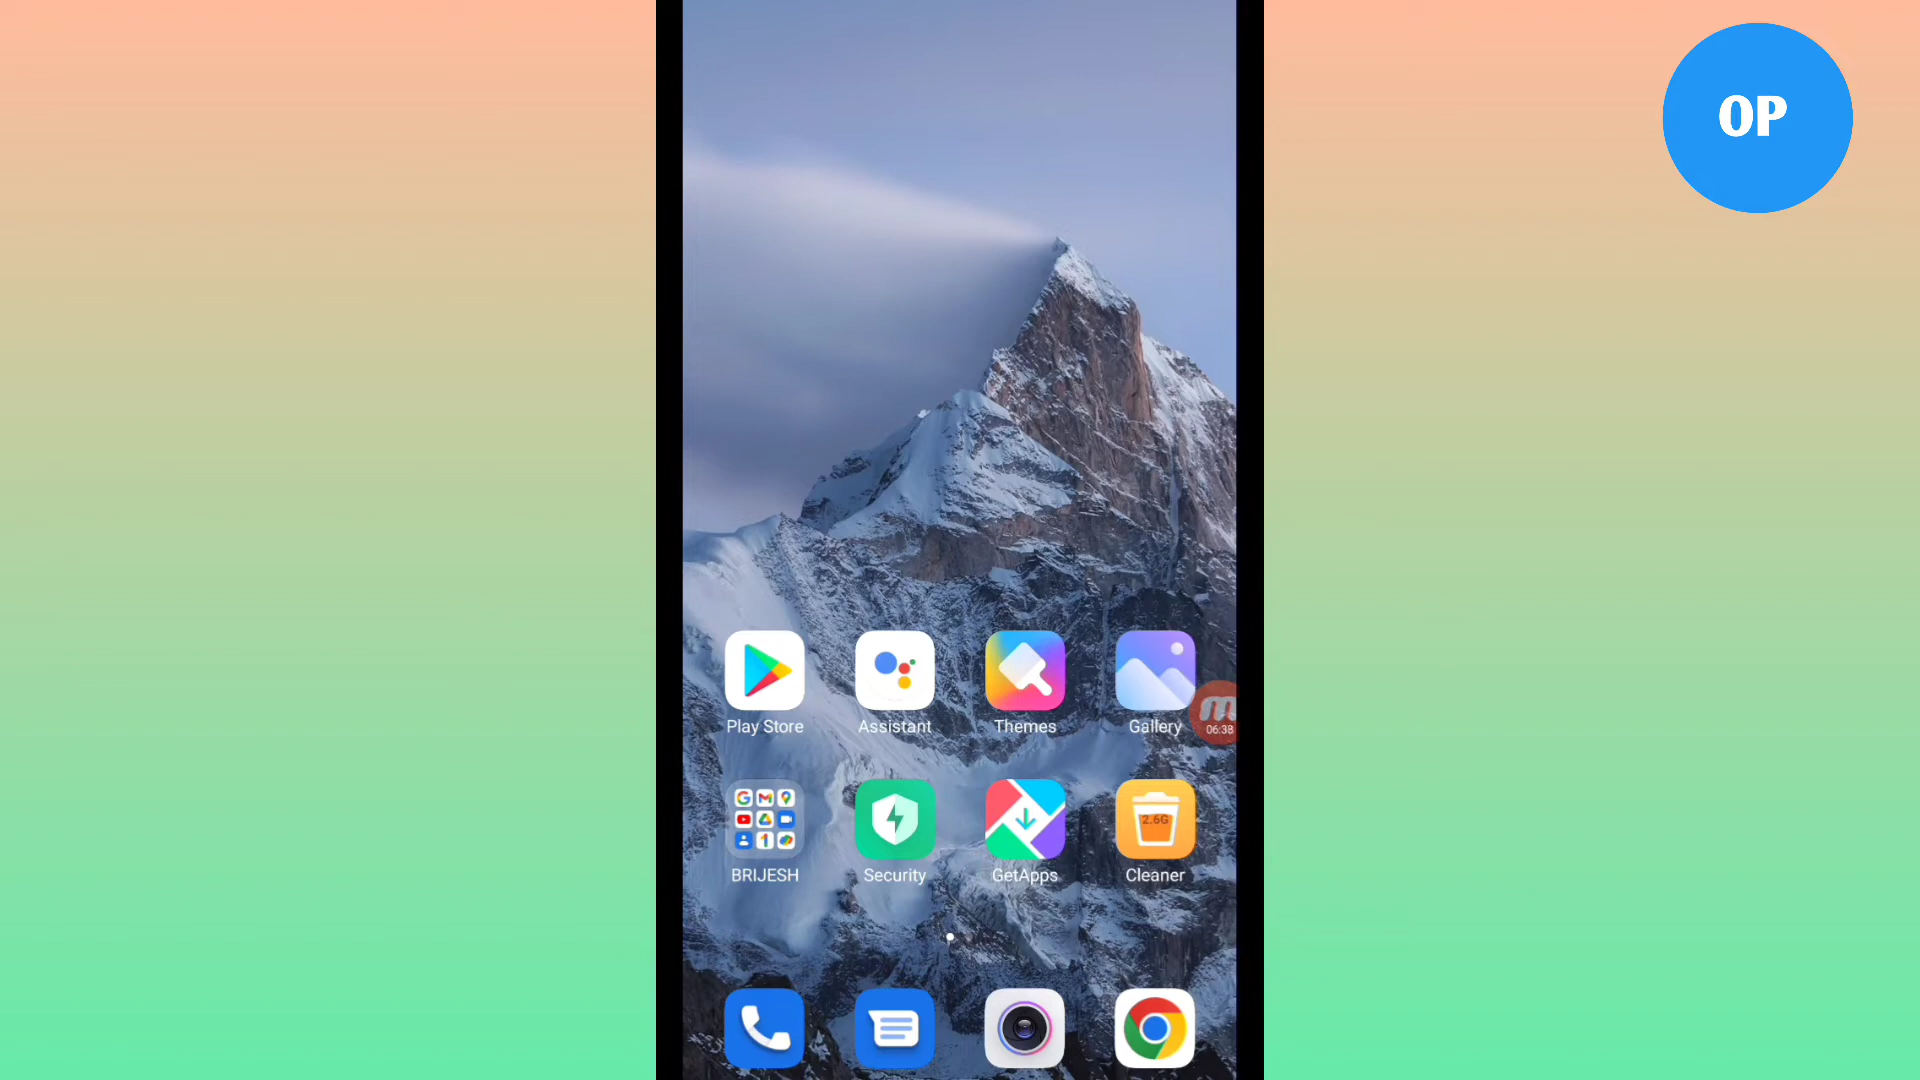 OP
Play Store
Assistant
Themes
Gallery
06:38
2.6G
BRIJESH
Security
GetApps
Cleaner